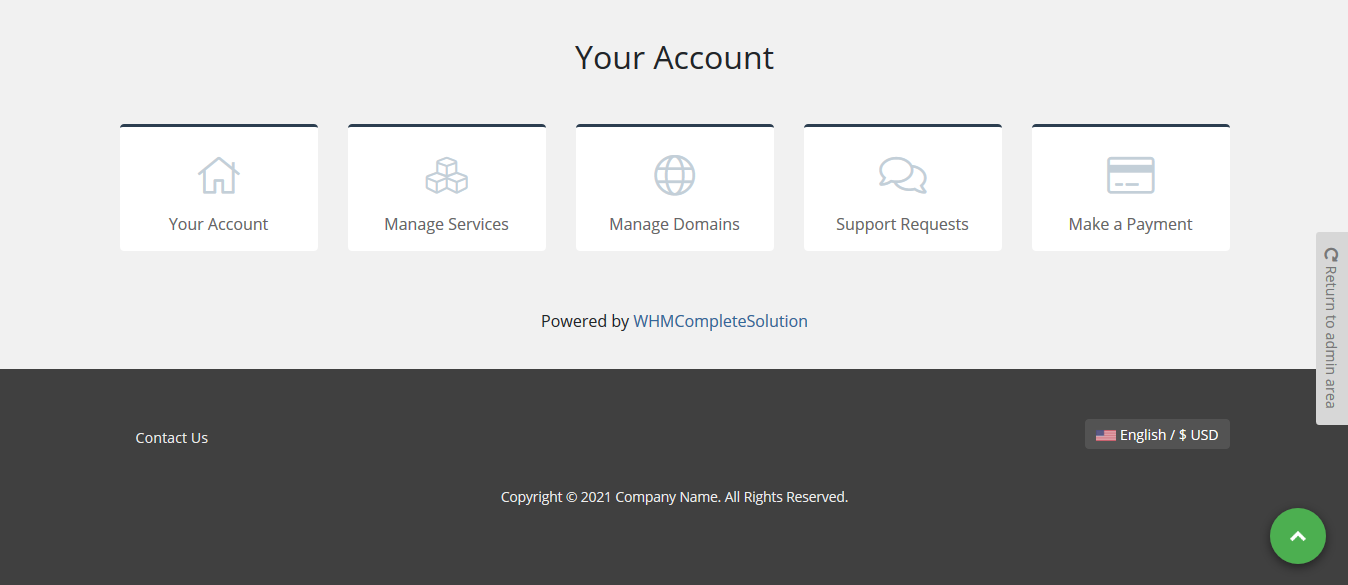 Your Account
Your Account
Manage Services
Manage Domains
Support Requests
Make a Payment
Powered by WHMCompleteSolution
Return to admin area
Contact Us
English / $ USD
Copyright © 2021 Company Name. All Rights Reserved.